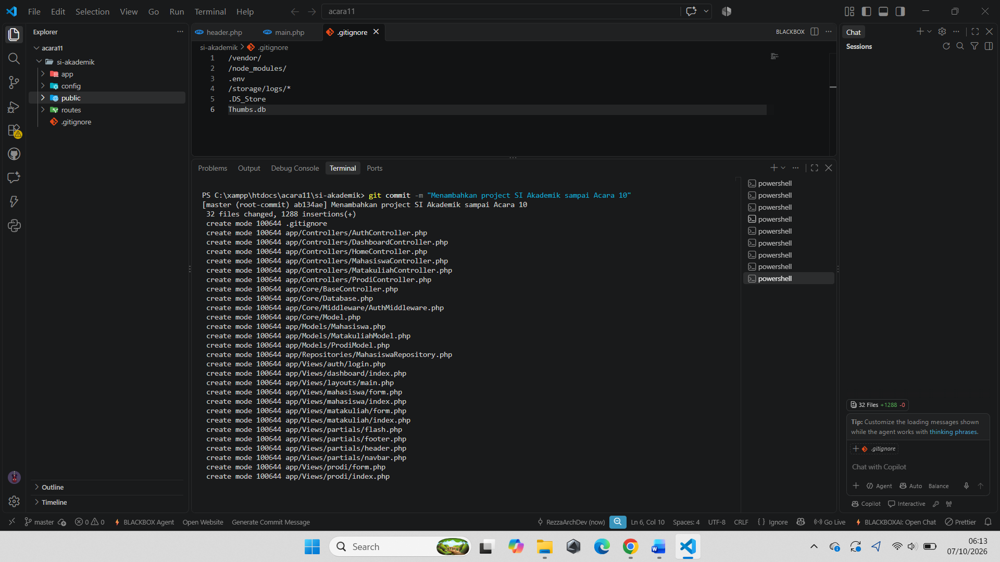 File Edit Selection View Go Run Terminal Help
acara11
Explorer
acara11
si-akademik
app
config
public
routes
.gitignore
Outline
Timeline
header.php
main.php
.gitignore
BLACKBOX
si-akademik > .gitignore
1 /vendor/
2 /node_modules/
3 .env
4 /storage/logs/*
5 .DS_Store
6 Thumbs.db
Problems Output Debug Console Terminal Ports
PS C:\xampp\htdocs\acara11\si-akademik> git commit -m "Menambahkan project SI Akademik sampai Acara 10"
[master (root-commit) ab134ae] Menambahkan project SI Akademik sampai Acara 10
32 files changed, 1288 insertions(+)
create mode 100644 .gitignore
create mode 100644 app/Controllers/AuthController.php
create mode 100644 app/Controllers/DashboardController.php
create mode 100644 app/Controllers/HomeController.php
create mode 100644 app/Controllers/MahasiswaController.php
create mode 100644 app/Controllers/MatakuliahController.php
create mode 100644 app/Controllers/ProdiController.php
create mode 100644 app/Core/BaseController.php
create mode 100644 app/Core/Database.php
create mode 100644 app/Core/Middleware/AuthMiddleware.php
create mode 100644 app/Core/Model.php
create mode 100644 app/Models/Mahasiswa.php
create mode 100644 app/Models/MatakuliahModel.php
create mode 100644 app/Models/ProdiModel.php
create mode 100644 app/Repositories/MahasiswaRepository.php
create mode 100644 app/Views/auth/login.php
create mode 100644 app/Views/dashboard/index.php
create mode 100644 app/Views/layouts/main.php
create mode 100644 app/Views/mahasiswa/form.php
create mode 100644 app/Views/mahasiswa/index.php
create mode 100644 app/Views/matakuliah/form.php
create mode 100644 app/Views/matakuliah/index.php
create mode 100644 app/Views/partials/flash.php
create mode 100644 app/Views/partials/footer.php
create mode 100644 app/Views/partials/header.php
create mode 100644 app/Views/partials/navbar.php
create mode 100644 app/Views/prodi/form.php
create mode 100644 app/Views/prodi/index.php
powershell
powershell
powershell
powershell
powershell
powershell
powershell
powershell
powershell
Chat
Sessions
32 Files +1288 -0
Tip: Customize the loading messages shown
while the agent works with thinking phrases.
.gitignore
Chat with Copilot
Agent Auto Balance
Copilot Interactive
master 0 0 BLACKBOX Agent Open Website Generate Commit Message
RezzaArchDev (now) Ln 6, Col 10 Spaces: 4 UTF-8 CRLF { } Ignore Go Live BLACKBOXAI: Open Chat Prettier
Search
06:13
07/10/2026